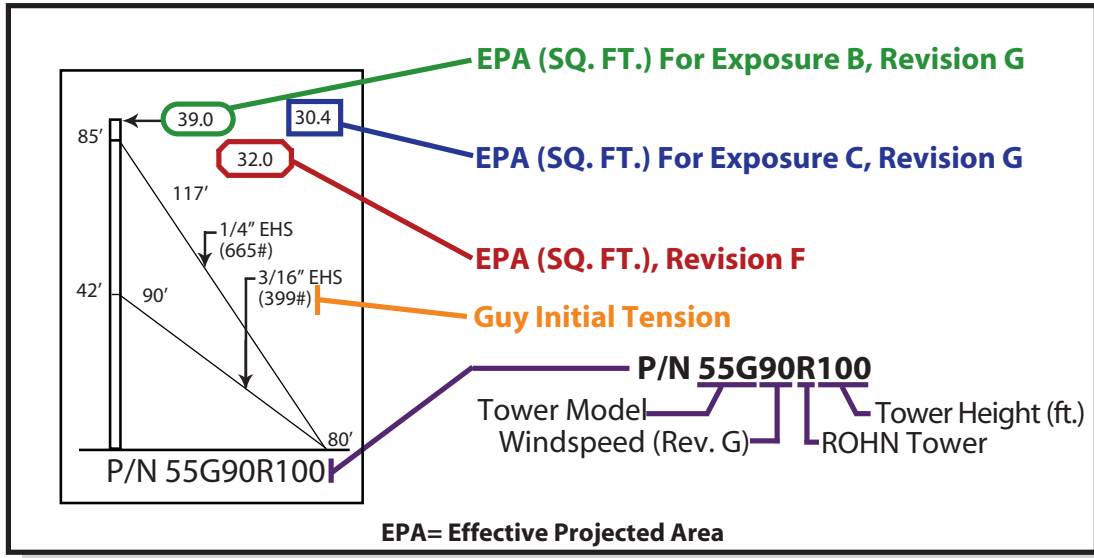 EPA (SQ. FT.) For Exposure B, Revision G
39.0
30.4
85’
32.0
EPA (SQ. FT.) For Exposure C, Revision G
117’
1/4” EHS
(665#)
EPA (SQ. FT.), Revision F
3/16” EHS
(399#)
42’
90’
Guy Initial Tension
P/N 55G90R100
Tower Model
Tower Height (ft.)
Windspeed (Rev. G)
ROHN Tower
80’
P/N 55G90R100
EPA= Effective Projected Area